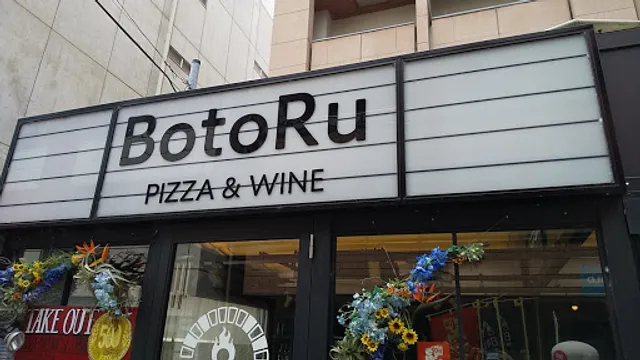 BotoRu
PIZZA & WINE
TAKE OUT
500